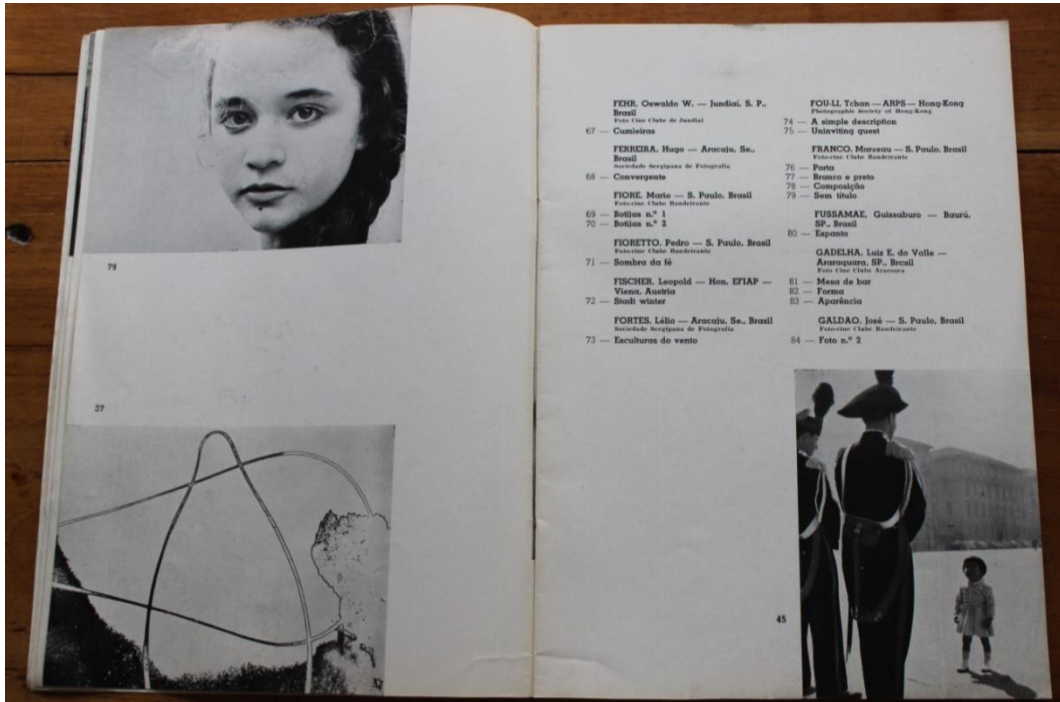 79
37
FEHR, Oswaldo W. — Jundiaí, S. P.,
Brasil
Foto Cine Clube de Jundiaí
67 — Cumieiras
FERREIRA, Hugo — Aracaju, Se.,
Brasil
Sociedade Sergipana de Fotografia
68 — Convergente
FIORE, Mario — S. Paulo, Brasil
Foto-cine Clube Bandeirante
69 — Botijas n.º 1
70 — Botijas n.º 2
FIORETTO, Pedro — S. Paulo, Brasil
Foto-cine Clube Bandeirante
71 — Sombra da fé
FISCHER, Leopold — Hon. EFIAP —
Viena, Austria
72 — Stadt winter
FORTES, Lélio — Aracaju, Se., Brasil
Sociedade Sergipana de Fotografia
73 — Esculturas do vento
FOU-LI, Tchan — ARPS — Hong-Kong
Photographic Society of Hong-Kong
74 — A simple description
75 — Uninviting guest
FRANCO, Marzeau — S. Paulo, Brasil
Foto-cine Clube Bandeirante
76 — Porta
77 — Branco e preto
78 — Composição
79 — Sem título
FUSSAMAE, Guissaburo — Baurú,
SP., Brasil
80 — Espanto
GADELHA, Luiz E. do Valle —
Araraquara, SP., Brasil
Foto Cine Clube Araquara
81 — Mesa de bar
82 — Forma
83 — Aparência
GALDAO, José — S. Paulo, Brasil
Foto-cine Clube Bandeirante
84 — Foto n.º 2
45